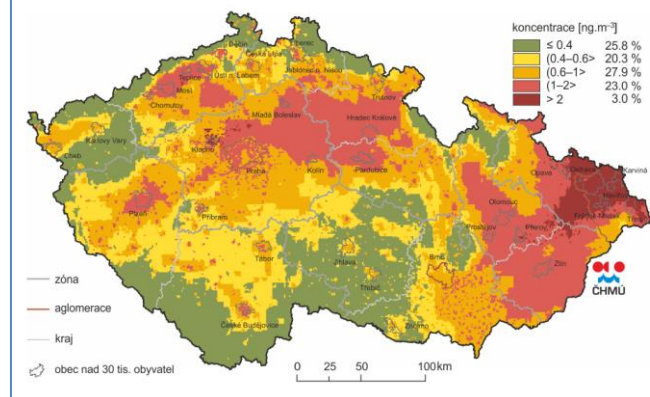 koncentrace [ng.m⁻³]
≤ 0.4 25.8 %
(0.4–0.6> 20.3 %
(0.6–1> 27.9 %
(1–2> 23.0 %
> 2 3.0 %
Děčín
Česká Lípa
Liberec
Teplice
Ústí n. Labem
Jablonec n. Nisou
Most
Chomutov
Trutnov
Mladá Boleslav
Hradec Králové
Karlovy Vary
Cheb
Kladno
Praha
Kolín
Pardubice
Opava
Ostrava
Karviná
Havířov
Frýdek-Místek
Třinec
Plzeň
Příbram
Olomouc
Prostějov
Přerov
Zlín
Tábor
Jihlava
Třebíč
Brno
Znojmo
České Budějovice
ČHMÚ
zóna
aglomerace
kraj
obec nad 30 tis. obyvatel
0 25 50 100 km